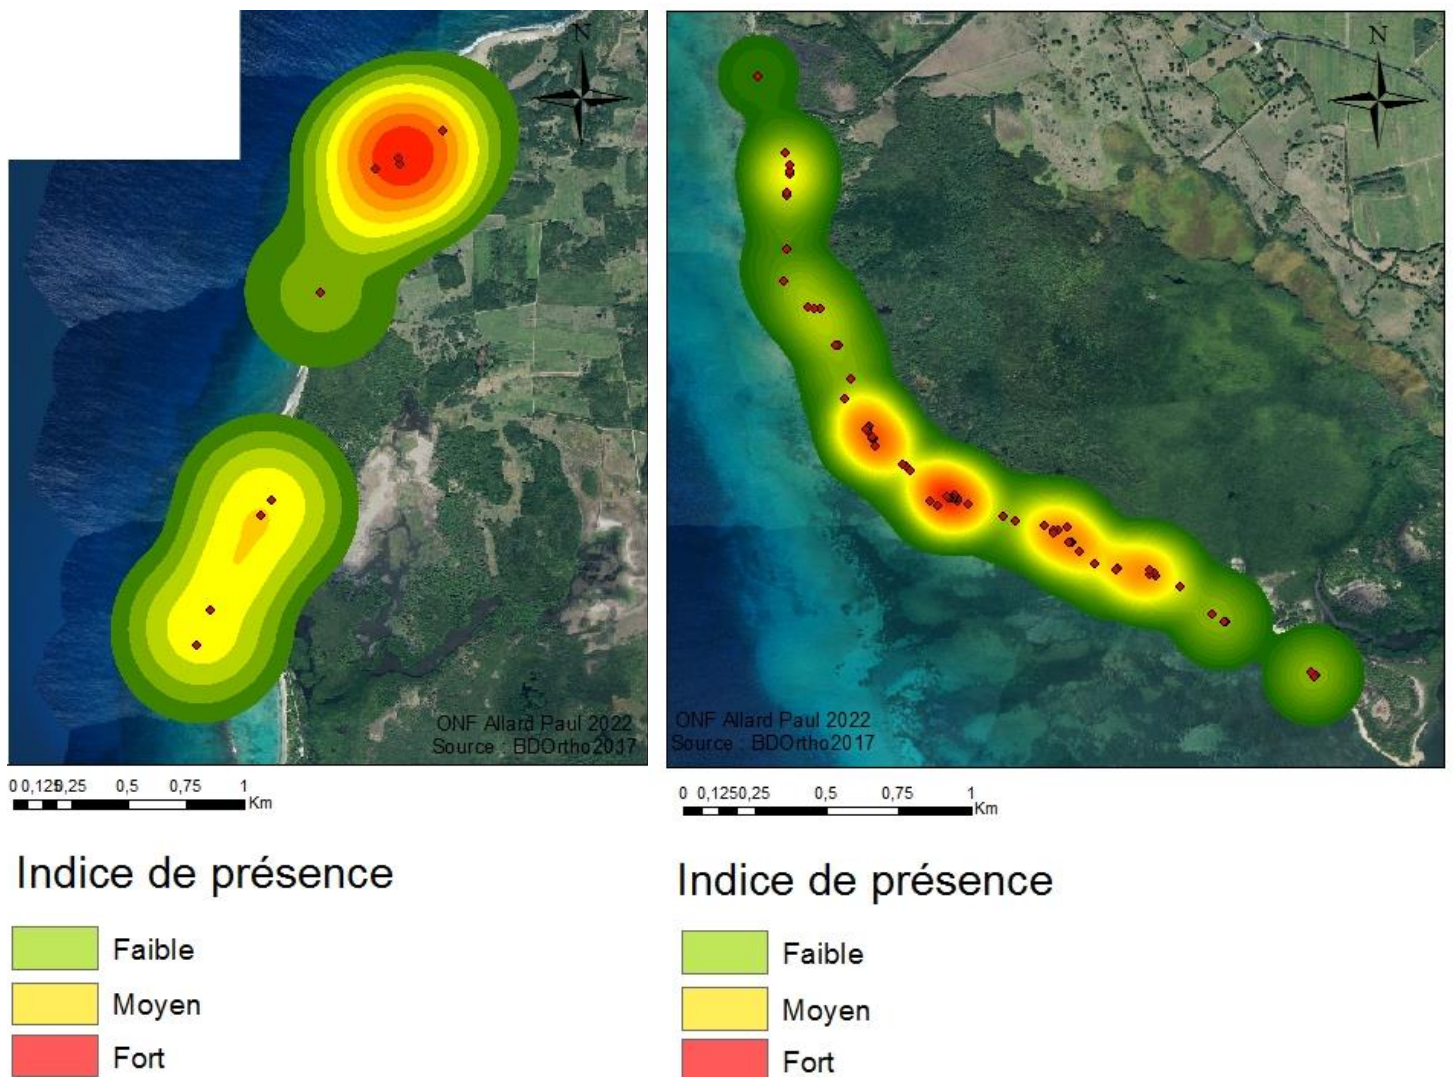 N
ONF Allard Paul 2022
Source : BDOrtho2017
0 0,125 0,25 0,5 0,75 1
Km
Indice de présence
Faible
Moyen
Fort
N
ONF Allard Paul 2022
Source : BDOrtho2017
0 0,125 0,25 0,5 0,75 1
Km
Indice de présence
Faible
Moyen
Fort